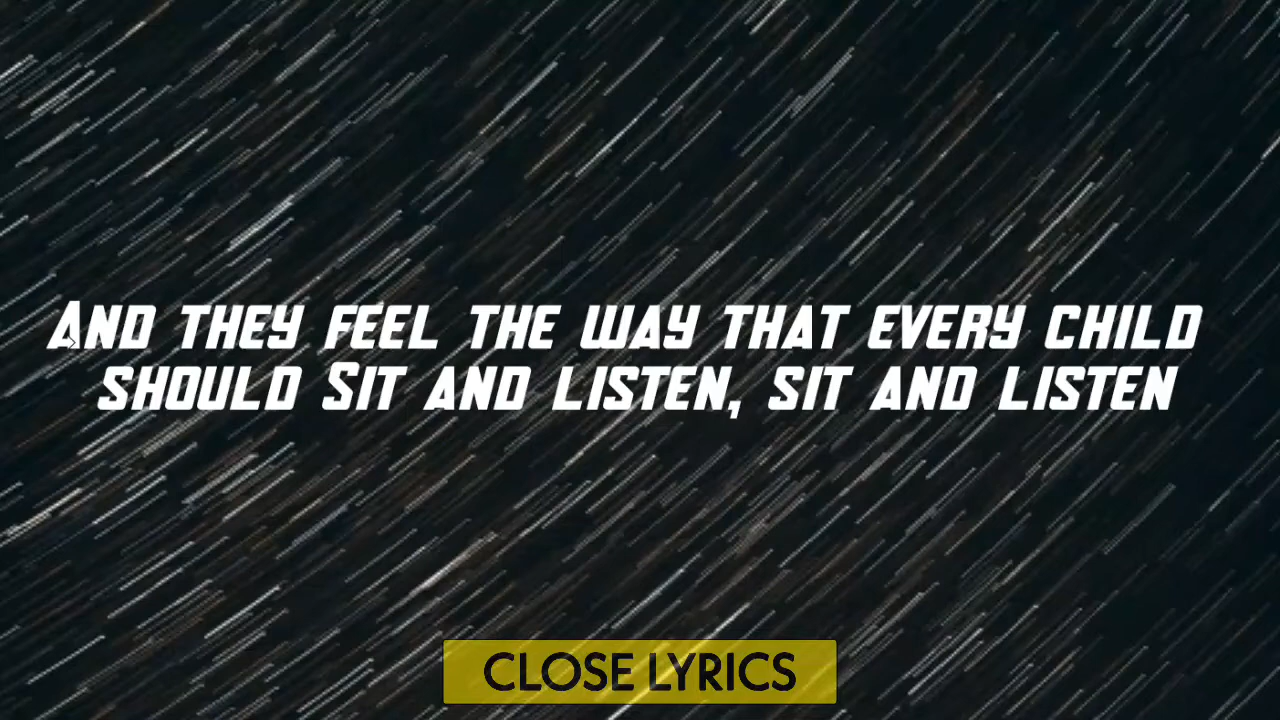 And they feel the way that every child
should Sit and listen, sit and listen
CLOSE LYRICS